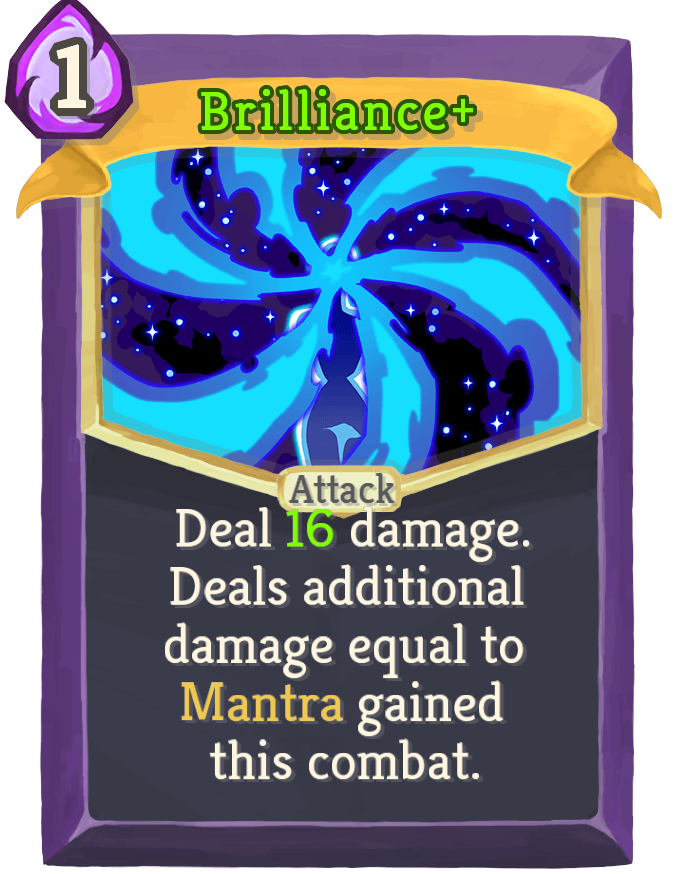 1
Brilliance+
Attack
Deal 16 damage.
Deals additional
damage equal to
Mantra gained
this combat.